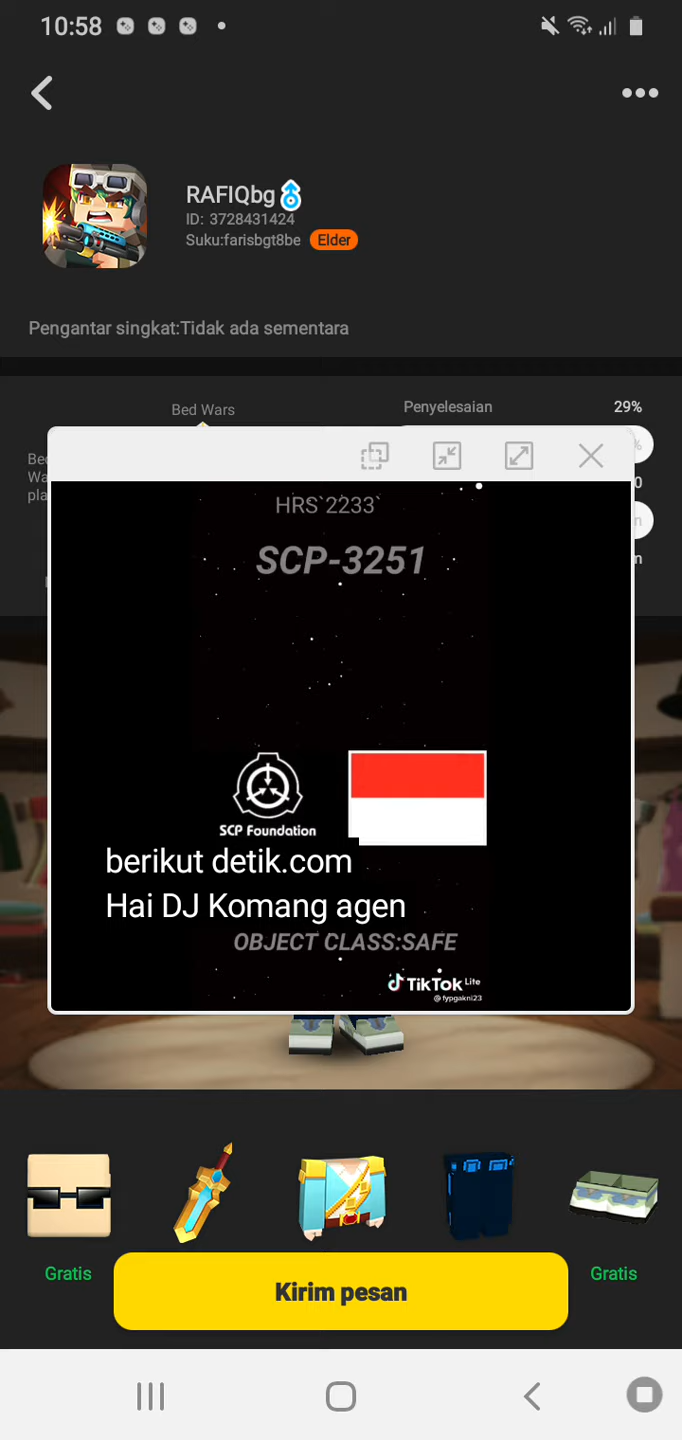 10:58
RAFIQbg
ID: 3728431424
Suku:farisbgt8be Elder
Pengantar singkat:Tidak ada sementara
Bed Wars
Penyelesaian 29%
HRS`2233`
SCP-3251
SCP Foundation
berikut detik.com
Hai DJ Komang agen
OBJECT CLASS:SAFE
TikTok Lite
@fypgakni23
Gratis
Kirim pesan
Gratis